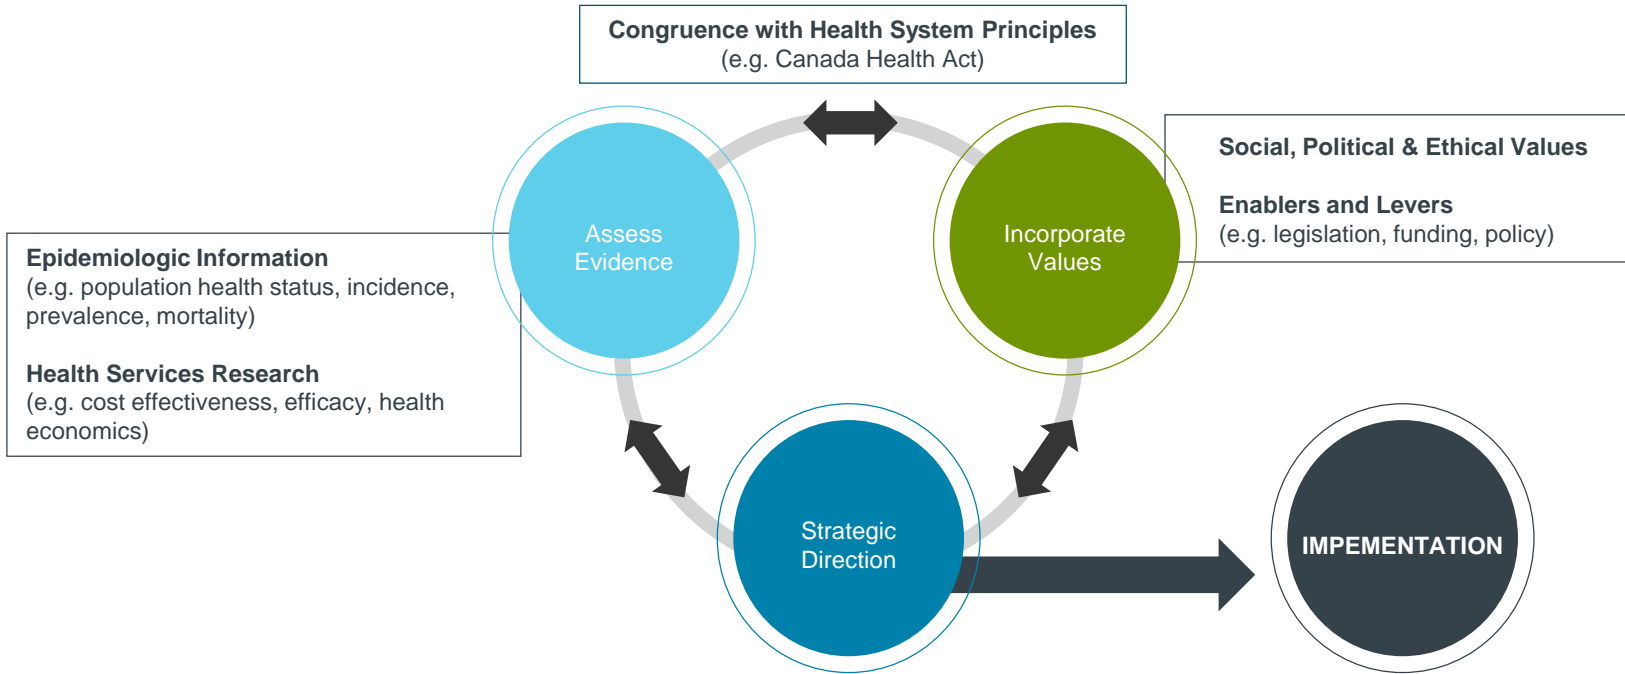 Congruence with Health System Principles
(e.g. Canada Health Act)
Social, Political & Ethical Values
Enablers and Levers
(e.g. legislation, funding, policy)
Assess
Evidence
Incorporate
Values
Epidemiologic Information
(e.g. population health status, incidence,
prevalence, mortality)
Health Services Research
(e.g. cost effectiveness, efficacy, health
economics)
Strategic
Direction
IMPEMENTATION